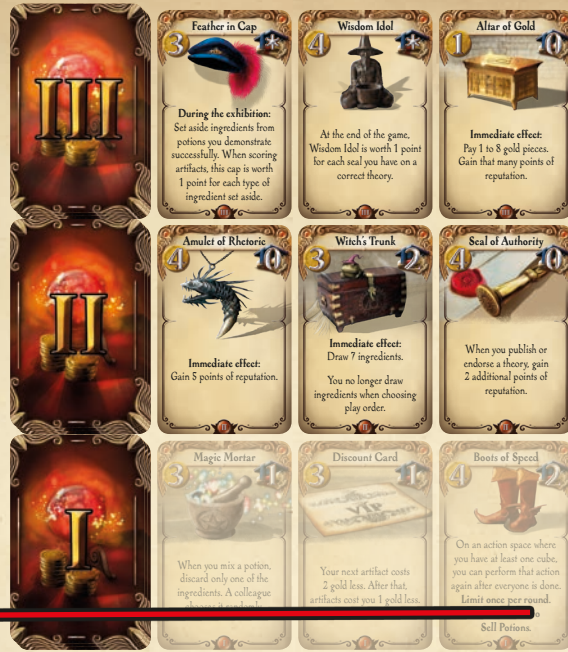 III
Feather in Cap
3
1*
During the exhibition:
Set aside ingredients from
potions you demonstrate
successfully. When scoring
artifacts, this cap is worth
1 point for each type of
ingredient set aside.
III
Wisdom Idol
4
1*
At the end of the game,
Wisdom Idol is worth 1 point
for each seal you have on a
correct theory.
III
Altar of Gold
1
0
Immediate effect:
Pay 1 to 8 gold pieces.
Gain that many points of
reputation.
III
II
Amulet of Rhetoric
4
0
Immediate effect:
Gain 5 points of reputation.
II
Witch's Trunk
3
2
Immediate effect:
Draw 7 ingredients.
You no longer draw
ingredients when choosing
play order.
II
Seal of Authority
4
0
When you publish or
endorse a theory, gain
2 additional points of
reputation.
II
I
Magic Mortar
3
1
When you mix a potion,
discard only one of the
ingredients. A colleague
I
Discount Card
3
1
VIP
Your next artifact costs
2 gold less. After that,
artifacts cost you 1 gold less.
I
Boots of Speed
4
2
On an action space where
you have at least one cube,
you can perform that action
again after everyone is done.
Limit once per round.
Sell Potions.
I